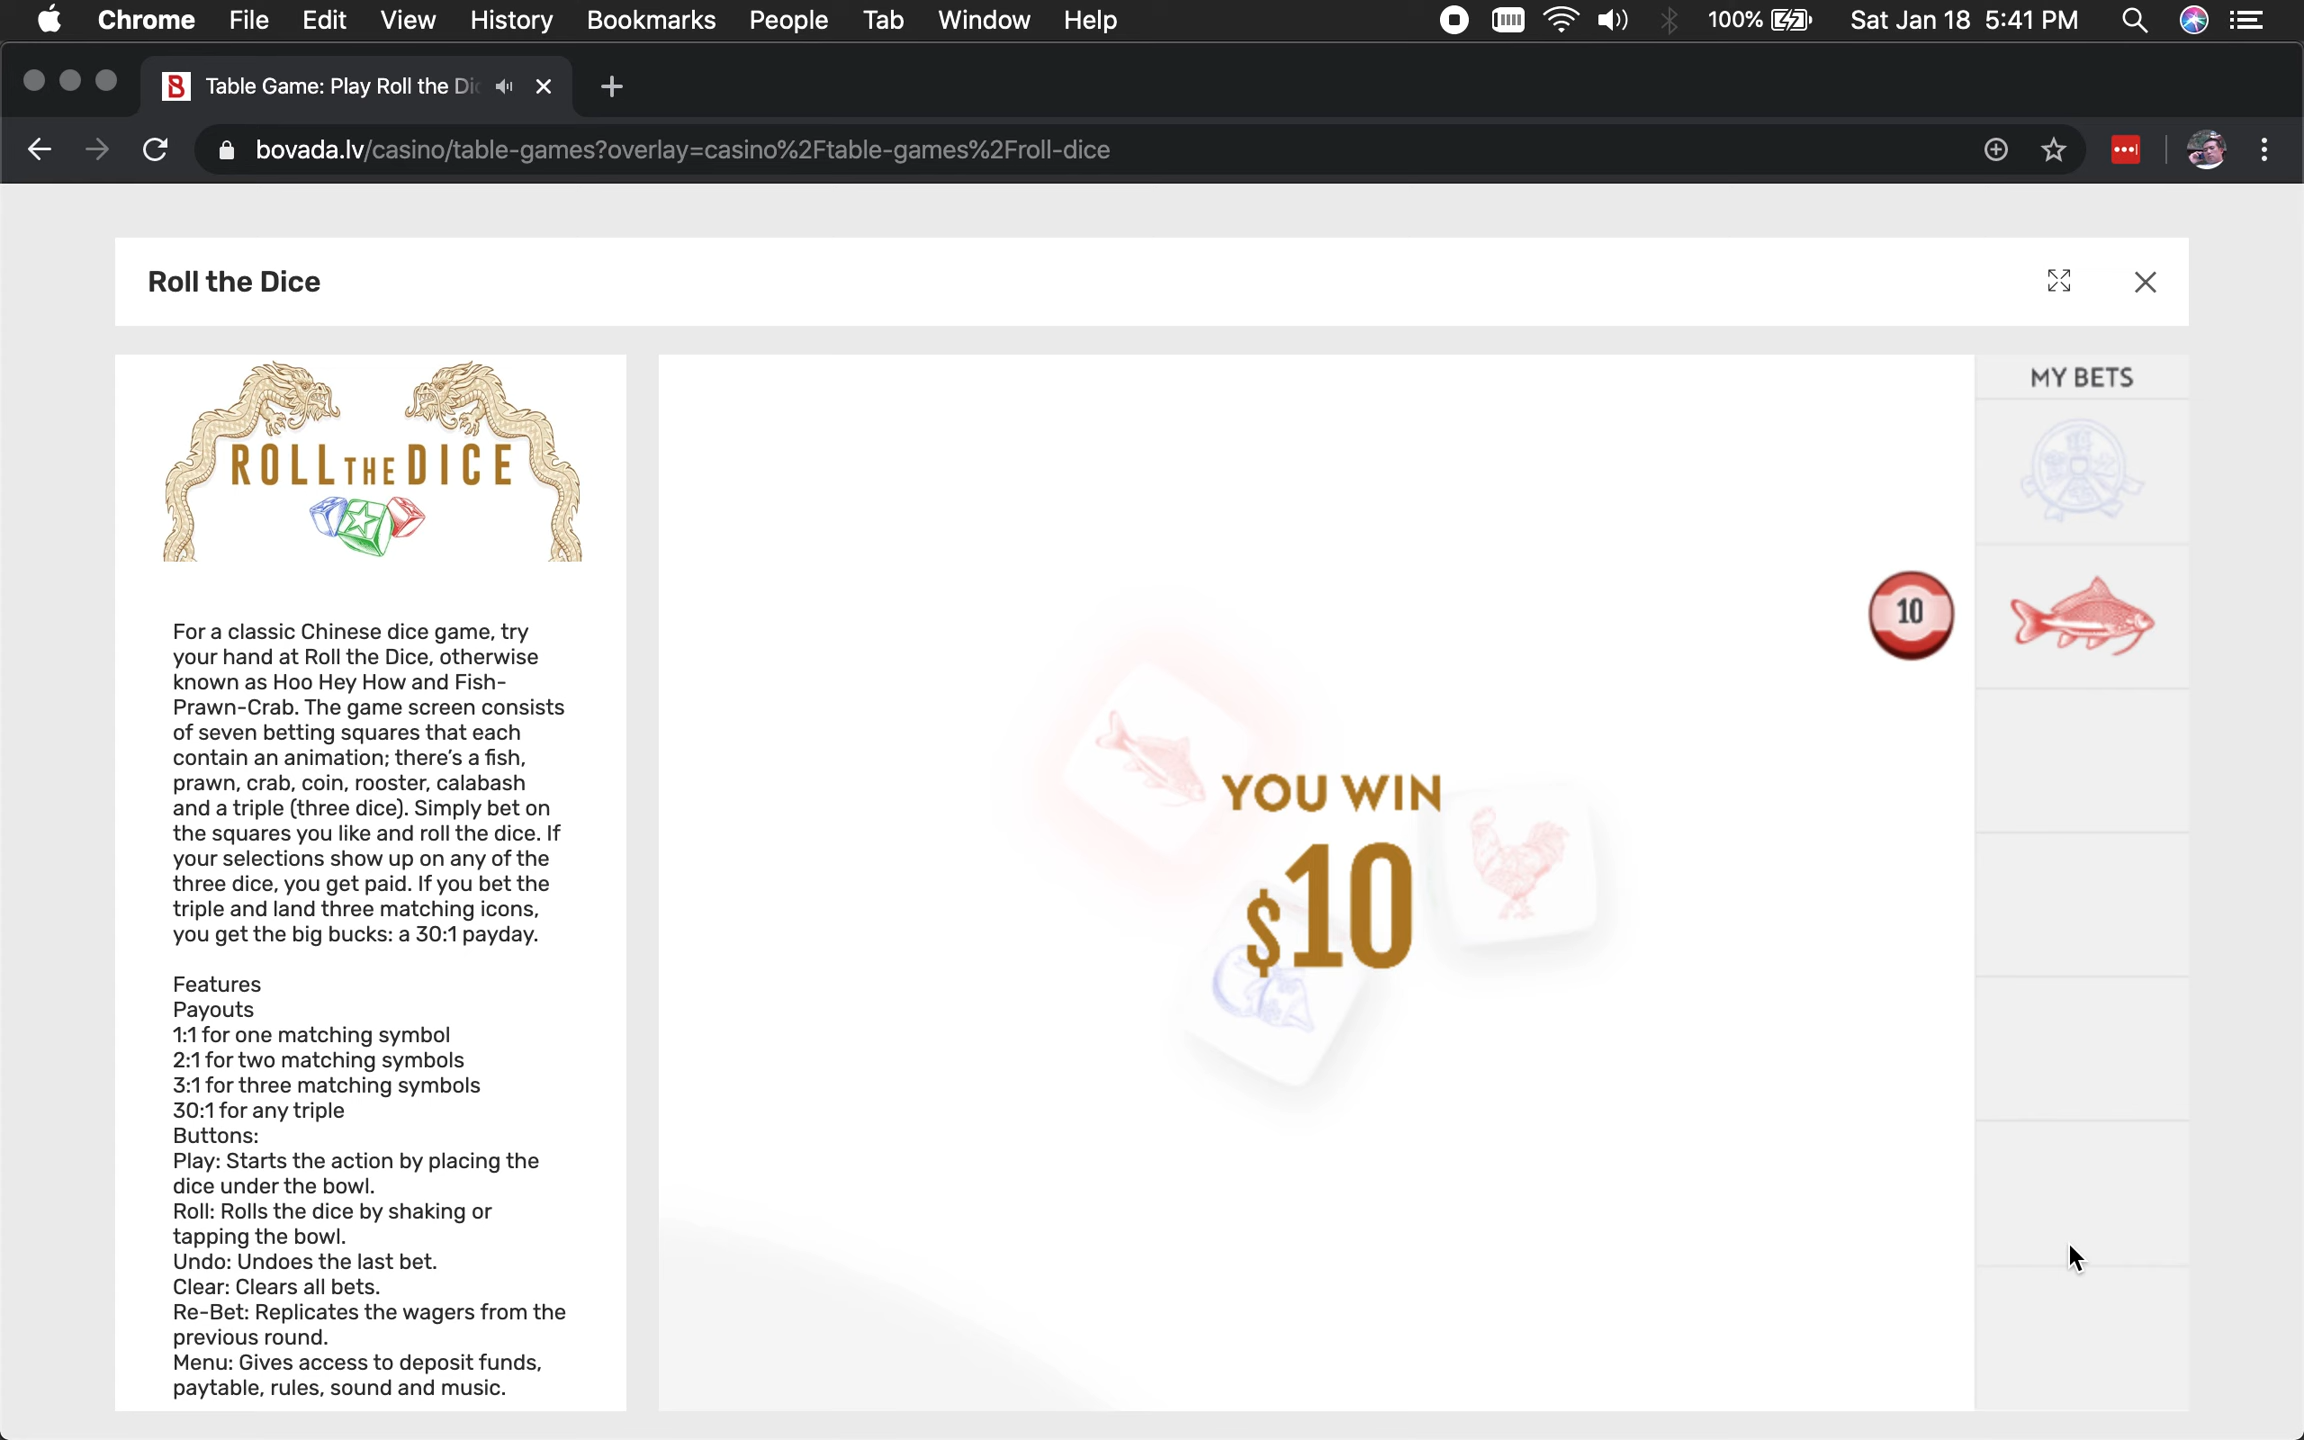 Chrome File Edit View History Bookmarks People Tab Window Help 100% Sat Jan 18 5:41 PM
Table Game: Play Roll the Dic
bovada.lv/casino/table-games?overlay=casino%2Ftable-games%2Froll-dice
Roll the Dice
ROLL THE DICE
For a classic Chinese dice game, try
your hand at Roll the Dice, otherwise
known as Hoo Hey How and Fish-
Prawn-Crab. The game screen consists
of seven betting squares that each
contain an animation; there's a fish,
prawn, crab, coin, rooster, calabash
and a triple (three dice). Simply bet on
the squares you like and roll the dice. If
your selections show up on any of the
three dice, you get paid. If you bet the
triple and land three matching icons,
you get the big bucks: a 30:1 payday.
Features
Payouts
1:1 for one matching symbol
2:1 for two matching symbols
3:1 for three matching symbols
30:1 for any triple
Buttons:
Play: Starts the action by placing the
dice under the bowl.
Roll: Rolls the dice by shaking or
tapping the bowl.
Undo: Undoes the last bet.
Clear: Clears all bets.
Re-Bet: Replicates the wagers from the
previous round.
Menu: Gives access to deposit funds,
paytable, rules, sound and music.
YOU WIN
$10
MY BETS
10